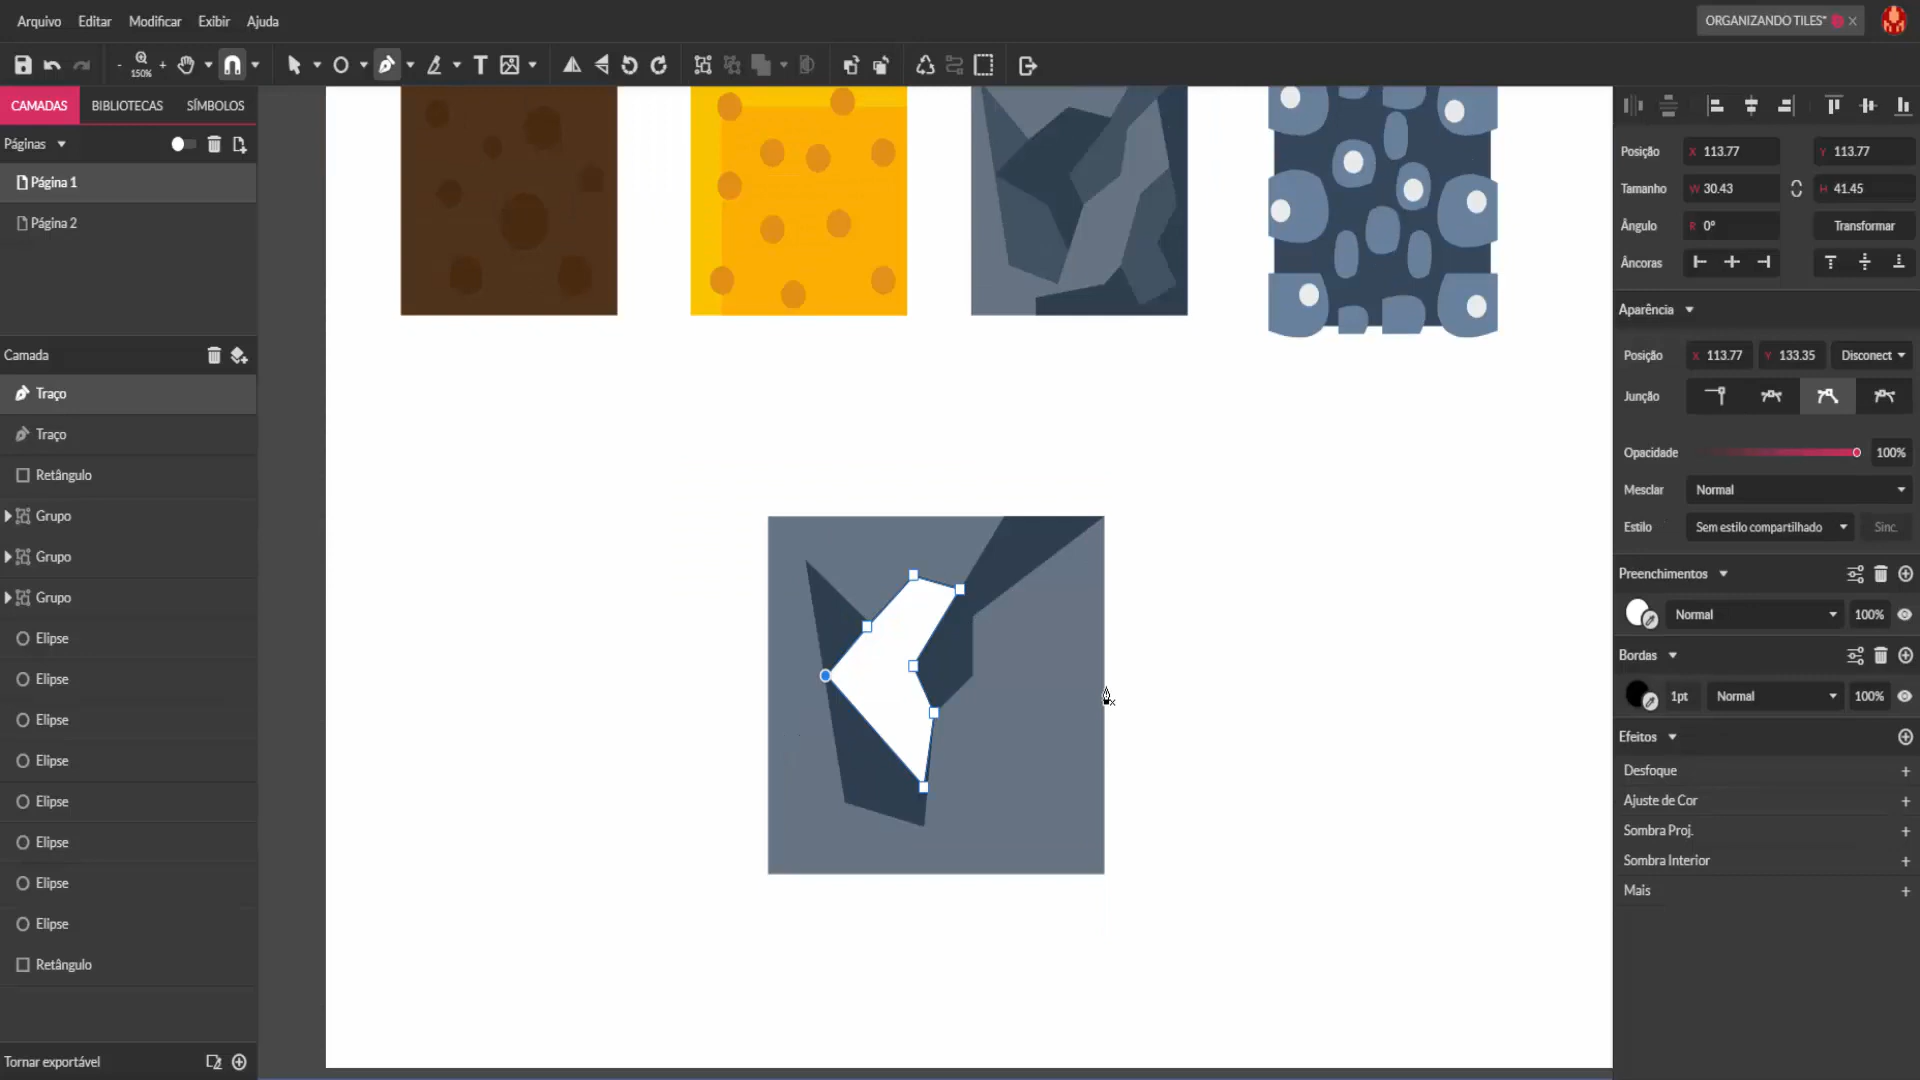 Arquivo Editar Modificar Exibir Ajuda
ORGANIZANDO TILES*
- 150% +
CAMADAS BIBLIOTECAS SÍMBOLOS
Páginas
Página 1
Página 2
Camada
Traço
Traço
Retângulo
Grupo
Grupo
Grupo
Elipse
Elipse
Elipse
Elipse
Elipse
Elipse
Elipse
Elipse
Retângulo
Tornar exportável
Posição X 113.77 Y 113.77
Tamanho W 30.43 H 41.45
Ângulo R 0° Transformar
Âncoras
Aparência
Posição X 113.77 Y 133.35 Disconect
Junção
Opacidade 100%
Mesclar Normal
Estilo Sem estilo compartilhado Sinc.
Preenchimentos
Normal 100%
Bordas
1pt Normal 100%
Efeitos
Desfoque +
Ajuste de Cor +
Sombra Proj. +
Sombra Interior +
Mais +